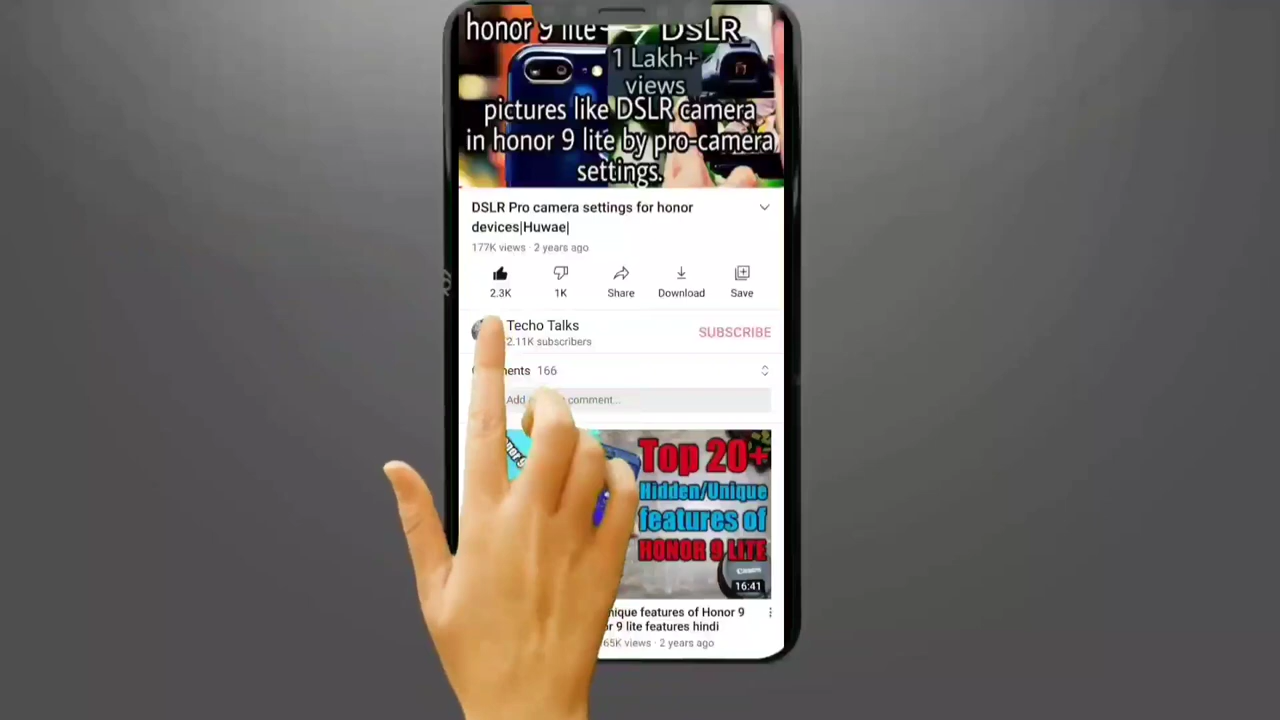 honor 9 lite
DSLR
1 Lakh+
views
pictures like DSLR camera
in honor 9 lite by pro-camera
settings.
DSLR Pro camera settings for honor
devices|Huwae|
177K views · 2 years ago
2.3K
1K
Share
Download
Save
Techo Talks
2.11K subscribers
SUBSCRIBE
166
Add
comment...
Top 20+
Hidden/Unique
features of
HONOR 9 LITE
Canon
16:41
features of Honor 9
9 lite features hindi
65K views · 2 years ago